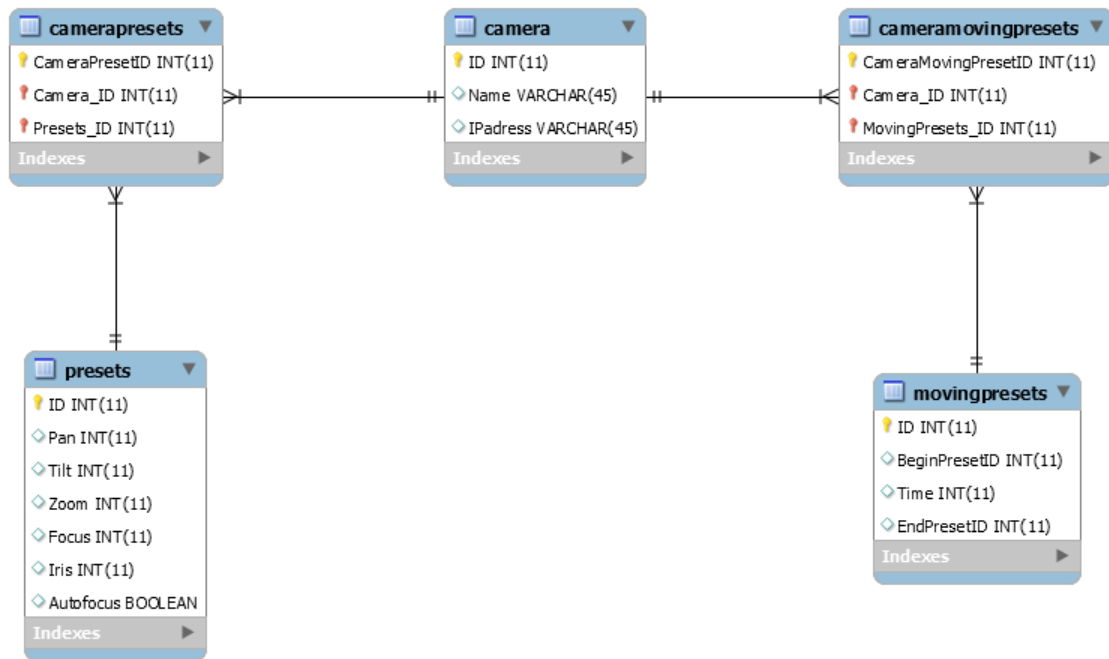 camerapresets
CameraPresetID INT(11)
Camera_ID INT(11)
Presets_ID INT(11)
Indexes
camera
ID INT(11)
Name VARCHAR(45)
IPadress VARCHAR(45)
Indexes
cameramovingpresets
CameraMovingPresetID INT(11)
Camera_ID INT(11)
MovingPresets_ID INT(11)
Indexes
presets
ID INT(11)
Pan INT(11)
Tilt INT(11)
Zoom INT(11)
Focus INT(11)
Iris INT(11)
Autofocus BOOLEAN
Indexes
movingpresets
ID INT(11)
BeginPresetID INT(11)
Time INT(11)
EndPresetID INT(11)
Indexes